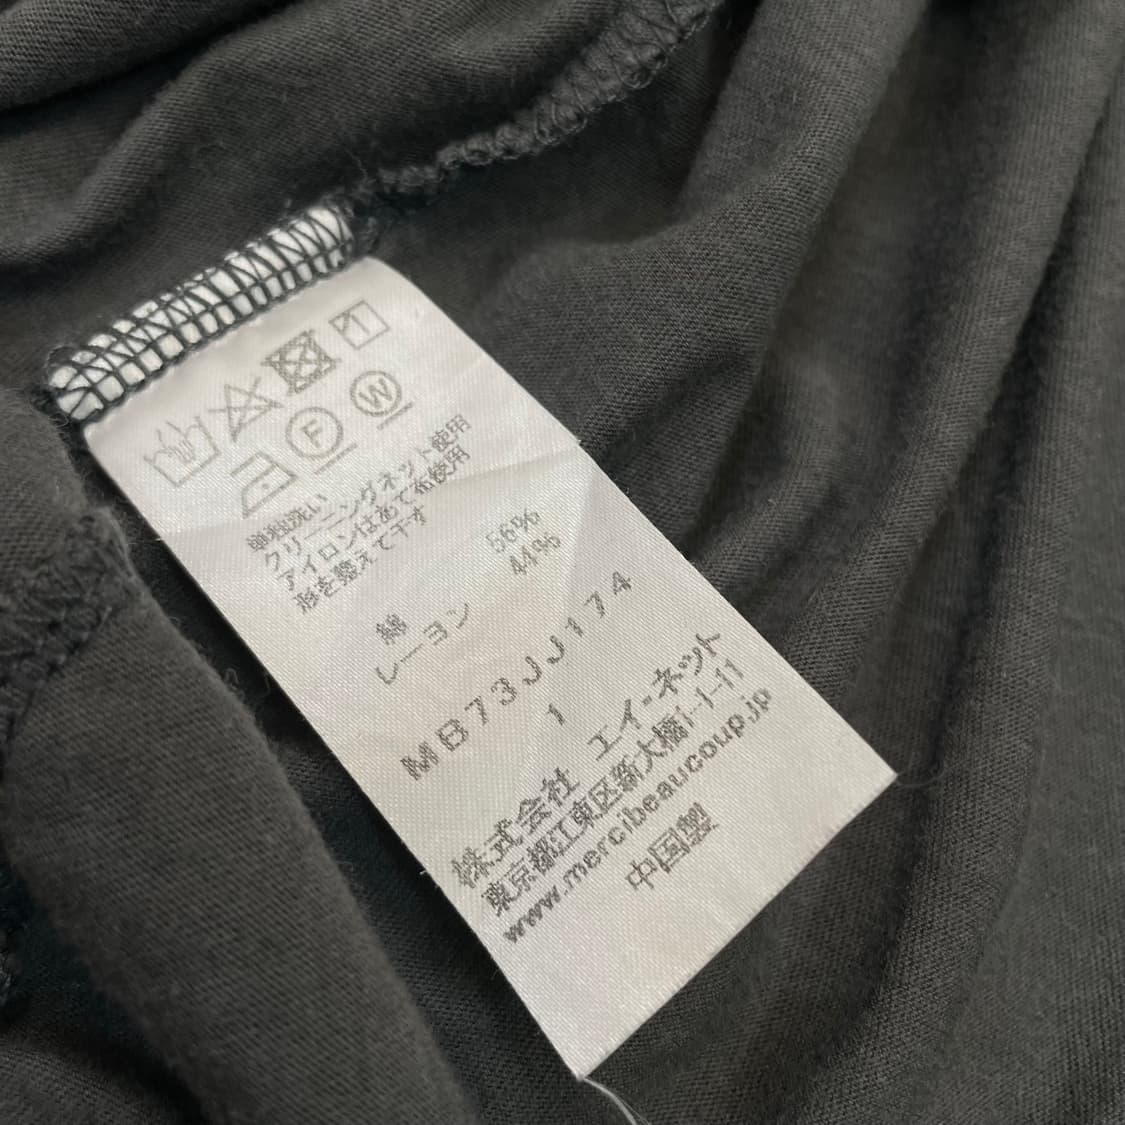 F W
単独洗い
クリーニングネット使用
アイロンはあて布使用
形を整えて干す
綿 56%
レーヨン 44%
MB73JJ174
1
株式会社 エイ・ネット
東京都江東区新大橋1-1-11
www.mercibeaucoup.jp
中国製